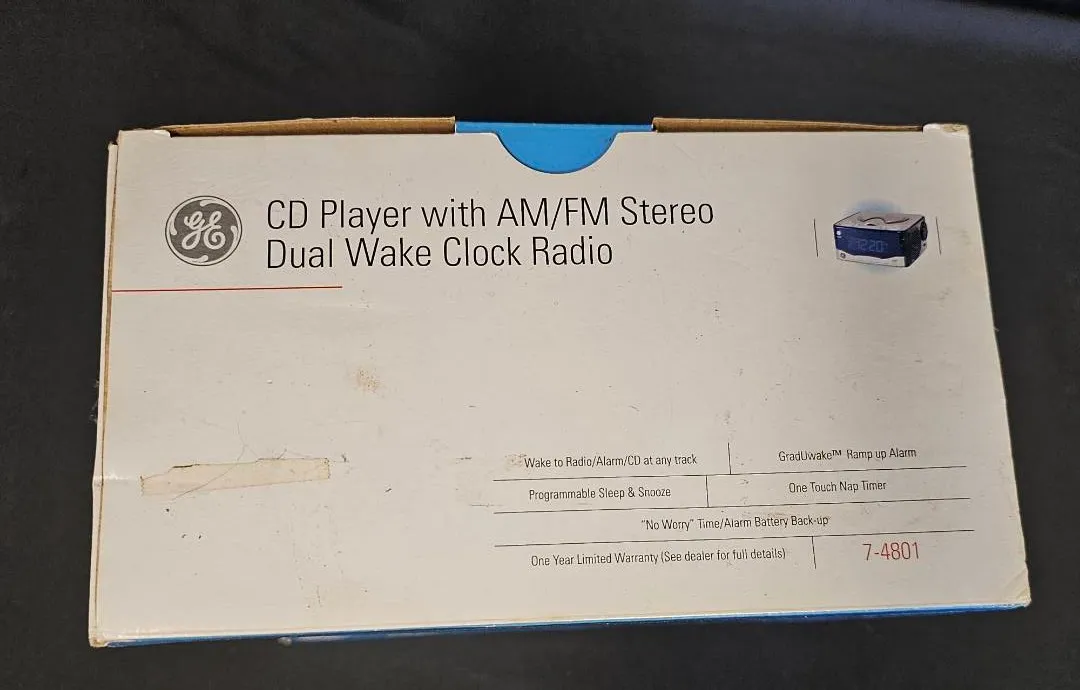 GE
CD Player with AM/FM Stereo
Dual Wake Clock Radio
12:20
Wake to Radio/Alarm/CD at any track
GradUwake™ Ramp up Alarm
Programmable Sleep & Snooze
One Touch Nap Timer
"No Worry" Time/Alarm Battery Back-up
One Year Limited Warranty (See dealer for full details)
7-4801